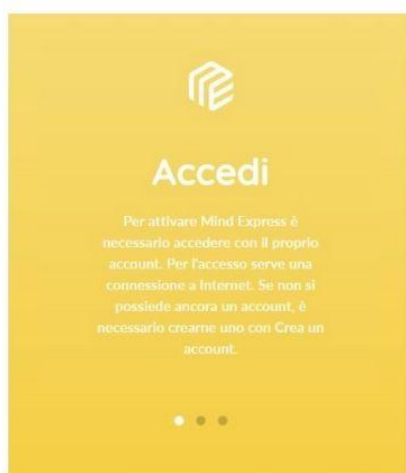 Accedi
Per attivare Mind Express è
necessario accedere con il proprio
account. Per l'accesso serve una
connessione a Internet. Se non si
possiede ancora un account, è
necessario crearne uno con Crea un
account.